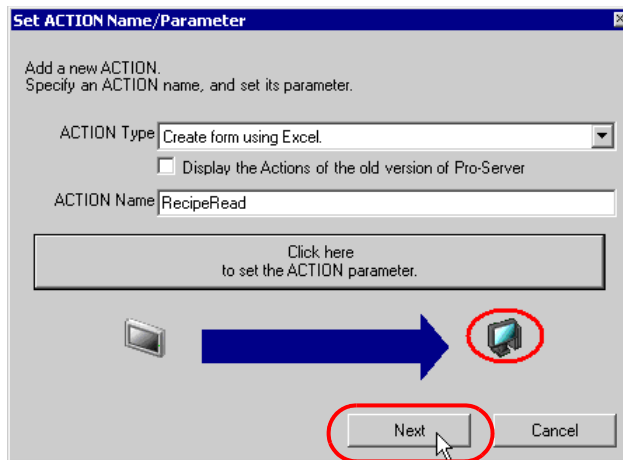 Set ACTION Name/Parameter
Add a new ACTION.
Specify an ACTION name, and set its parameter.
ACTION Type Create form using Excel.
Display the Actions of the old version of Pro-Server
ACTION Name RecipeRead
Click here
to set the ACTION parameter.
Next Cancel